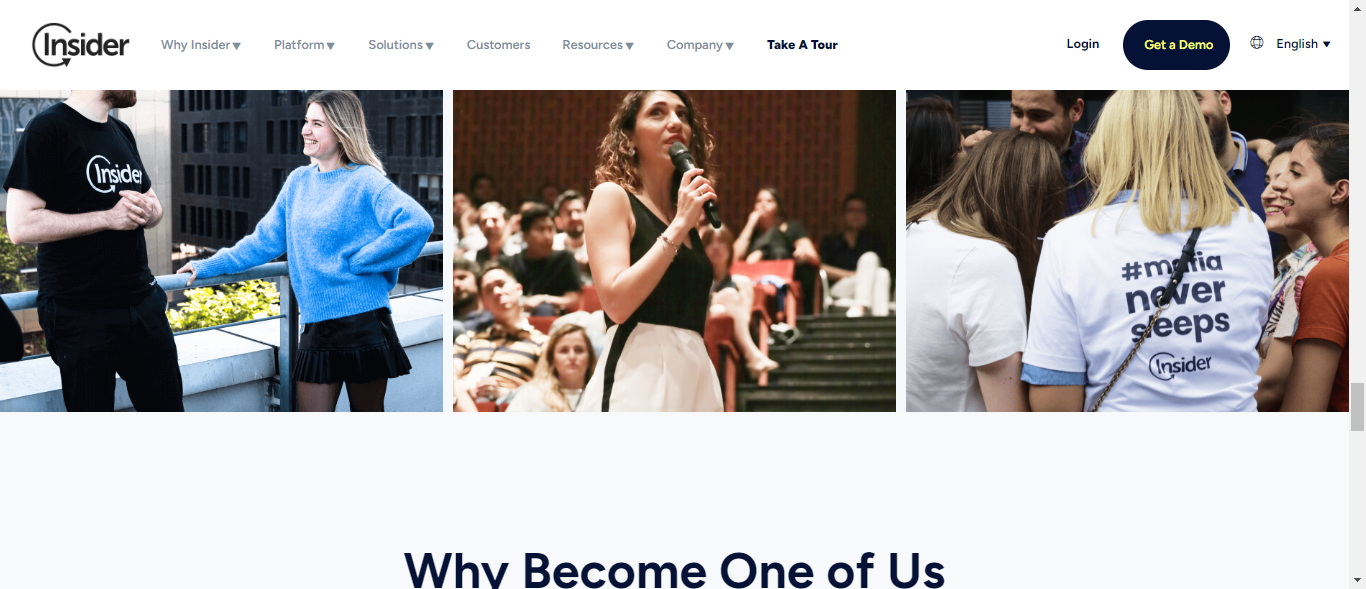 Insider
Why Insider▼
Platform▼
Solutions▼
Customers
Resources▼
Company▼
Take A Tour
Login
Get a Demo
English ▼
Insider
#mafia
never
sleeps
Insider
Why Become One of Us